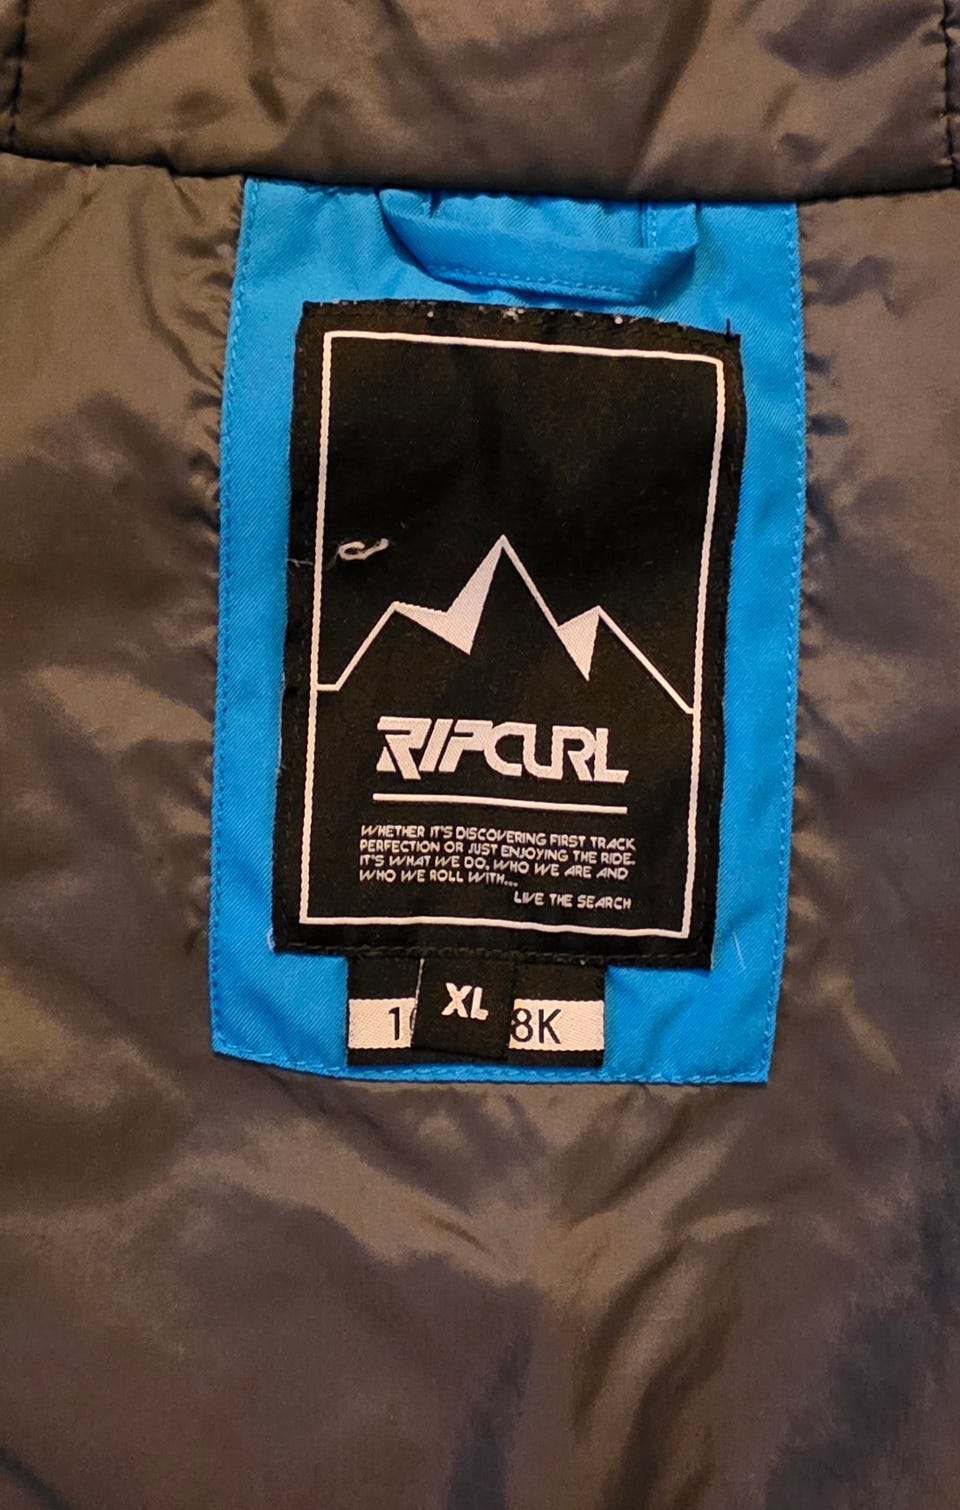 RIPCURL
WHETHER IT'S DISCOVERING FIRST TRACK
PERFECTION OR JUST ENJOYING THE RIDE.
IT'S WHAT WE DO, WHO WE ARE AND
WHO WE ROLL WITH...
LIVE THE SEARCH
XL
8K